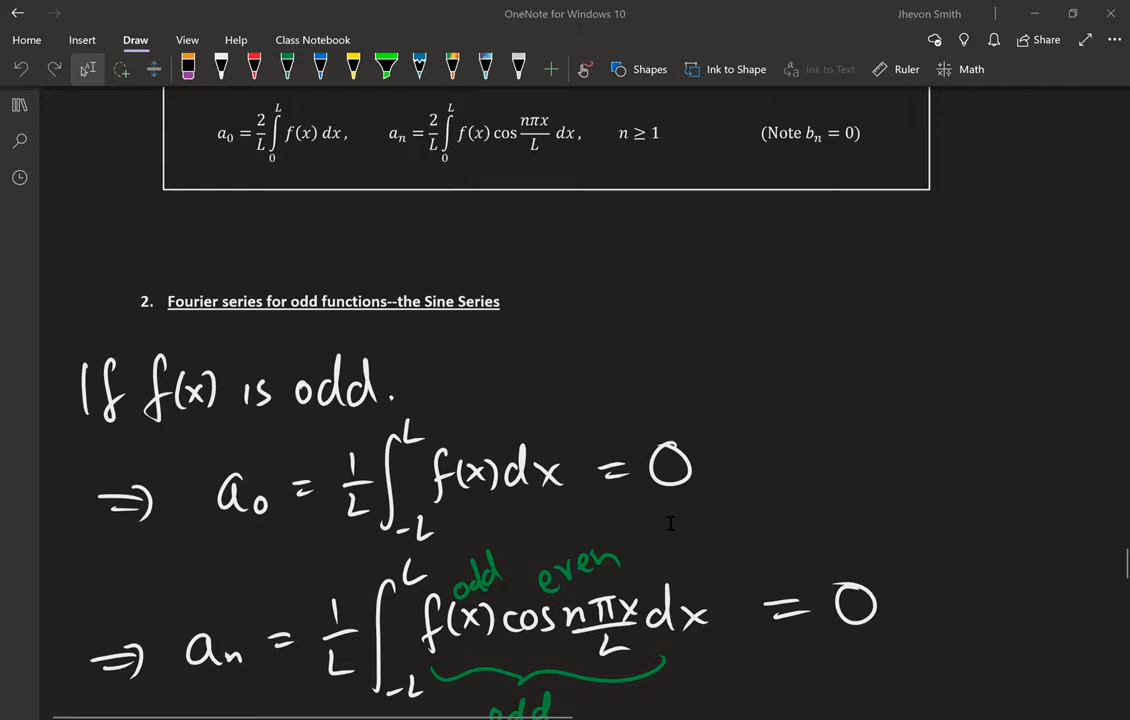 OneNote for Windows 10
Jhevon Smith
Home Insert Draw View Help Class Notebook
Share
Shapes Ink to Shape Ink to Text Ruler Math
a₀ = 2/L ∫₀ᴸ f(x) dx, aₙ = 2/L ∫₀ᴸ f(x) cos nπx/L dx, n ≥ 1 (Note bₙ = 0)
2. Fourier series for odd functions--the Sine Series
If f(x) is odd.
⇒ a₀ = 1/L ∫₋ₗᴸ f(x)dx = 0
odd even
⇒ aₙ = 1/L ∫₋ₗᴸ f(x) cos nπx/L dx = 0
odd